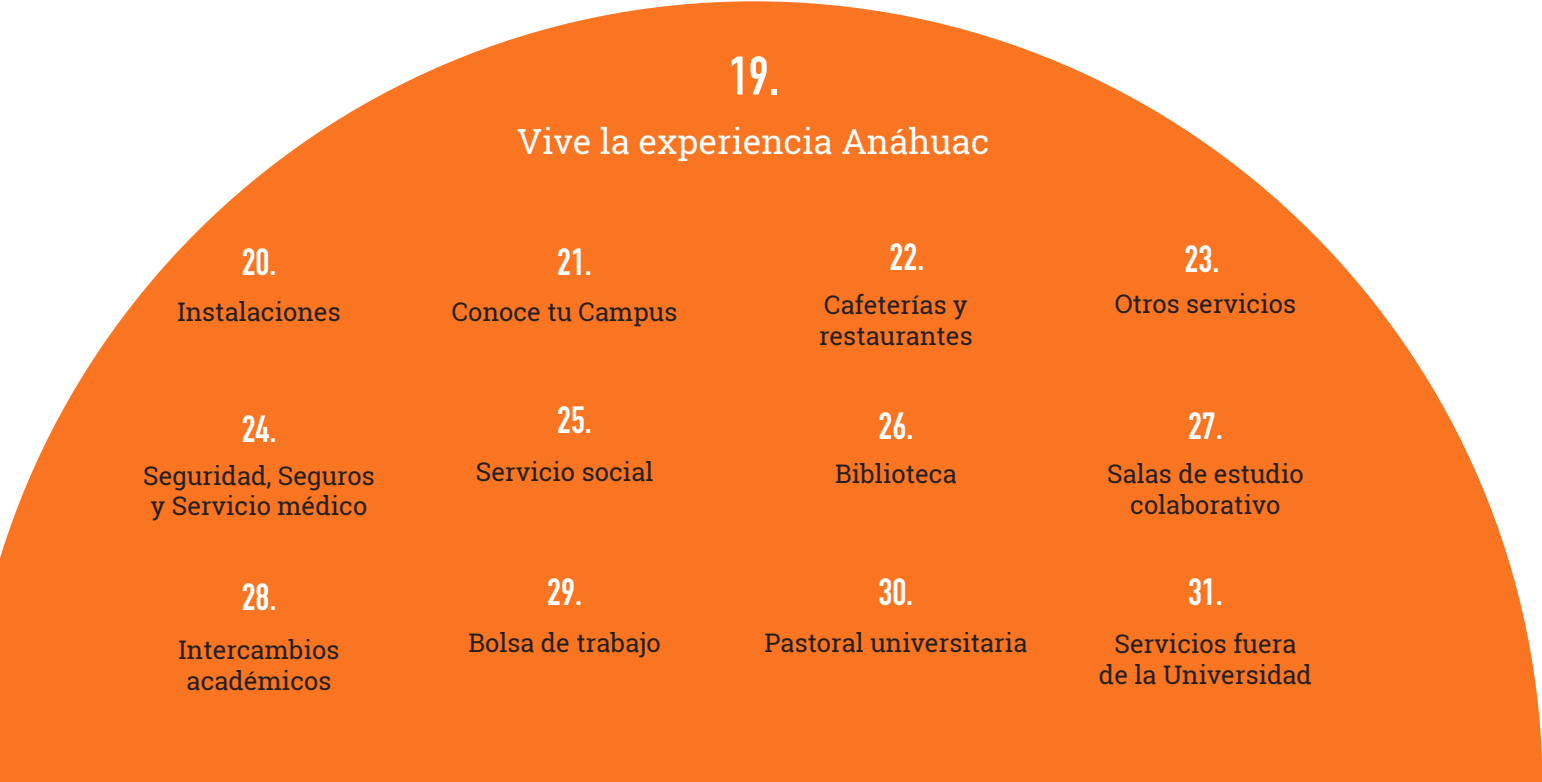 19.
Vive la experiencia Anáhuac
20.
Instalaciones
21.
Conoce tu Campus
22.
Cafeterías y
restaurantes
23.
Otros servicios
24.
Seguridad, Seguros
y Servicio médico
25.
Servicio social
26.
Biblioteca
27.
Salas de estudio
colaborativo
28.
Intercambios
académicos
29.
Bolsa de trabajo
30.
Pastoral universitaria
31.
Servicios fuera
de la Universidad